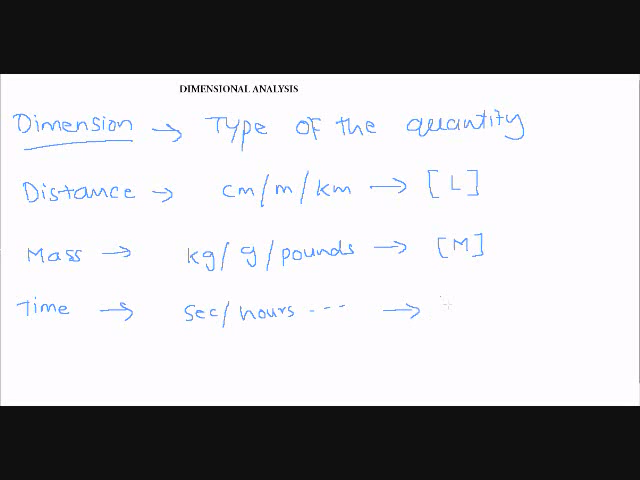 DIMENSIONAL ANALYSIS
Dimension → Type of the quantity
Distance → cm/m/km → [L]
Mass → kg/g/pounds → [M]
Time → sec/hours --- →